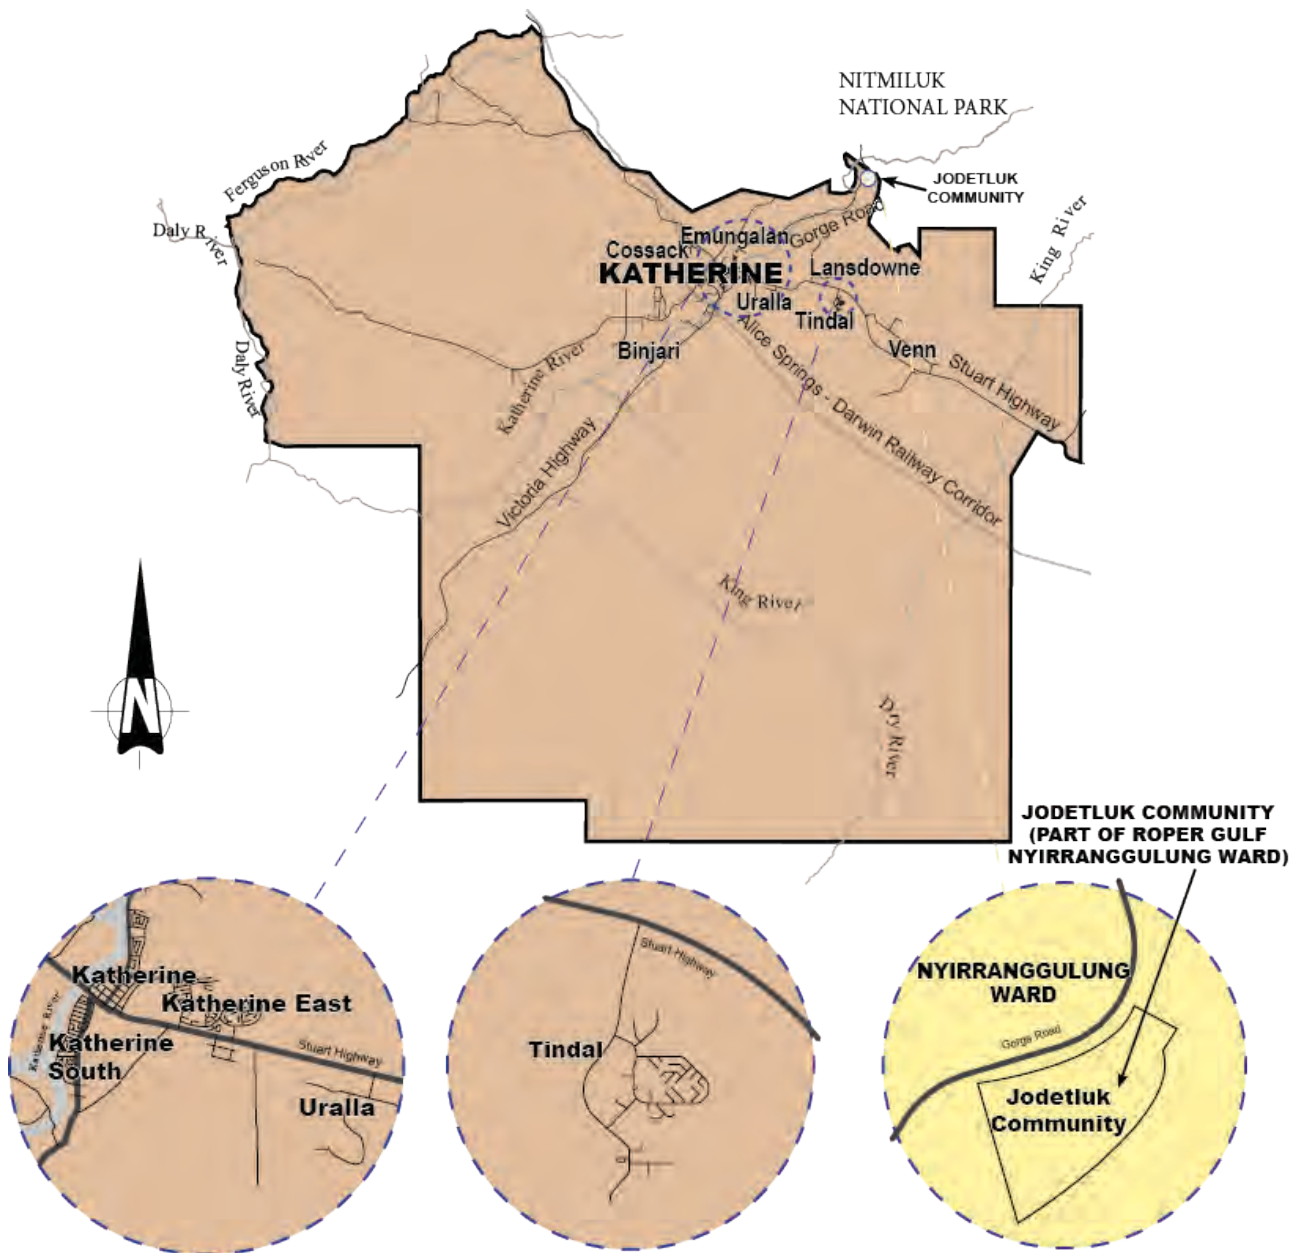 NITMILUK
NATIONAL PARK
JODETLUK
COMMUNITY
Ferguson River
Daly River
King River
Gorge Road
Emungalan
Cossack
KATHERINE
Lansdowne
Uralla
Tindal
Binjari
Venn
Daly River
Katherine River
Stuart Highway
Alice Springs - Darwin Railway Corridor
Victoria Highway
King River
Dry River
N
JODETLUK COMMUNITY
(PART OF ROPER GULF
NYIRRANGGULUNG WARD)
Katherine
Katherine East
Katherine River
Katherine
South
Stuart Highway
Uralla
Stuart Highway
Tindal
NYIRRANGGULUNG
WARD
Gorge Road
Jodetluk
Community